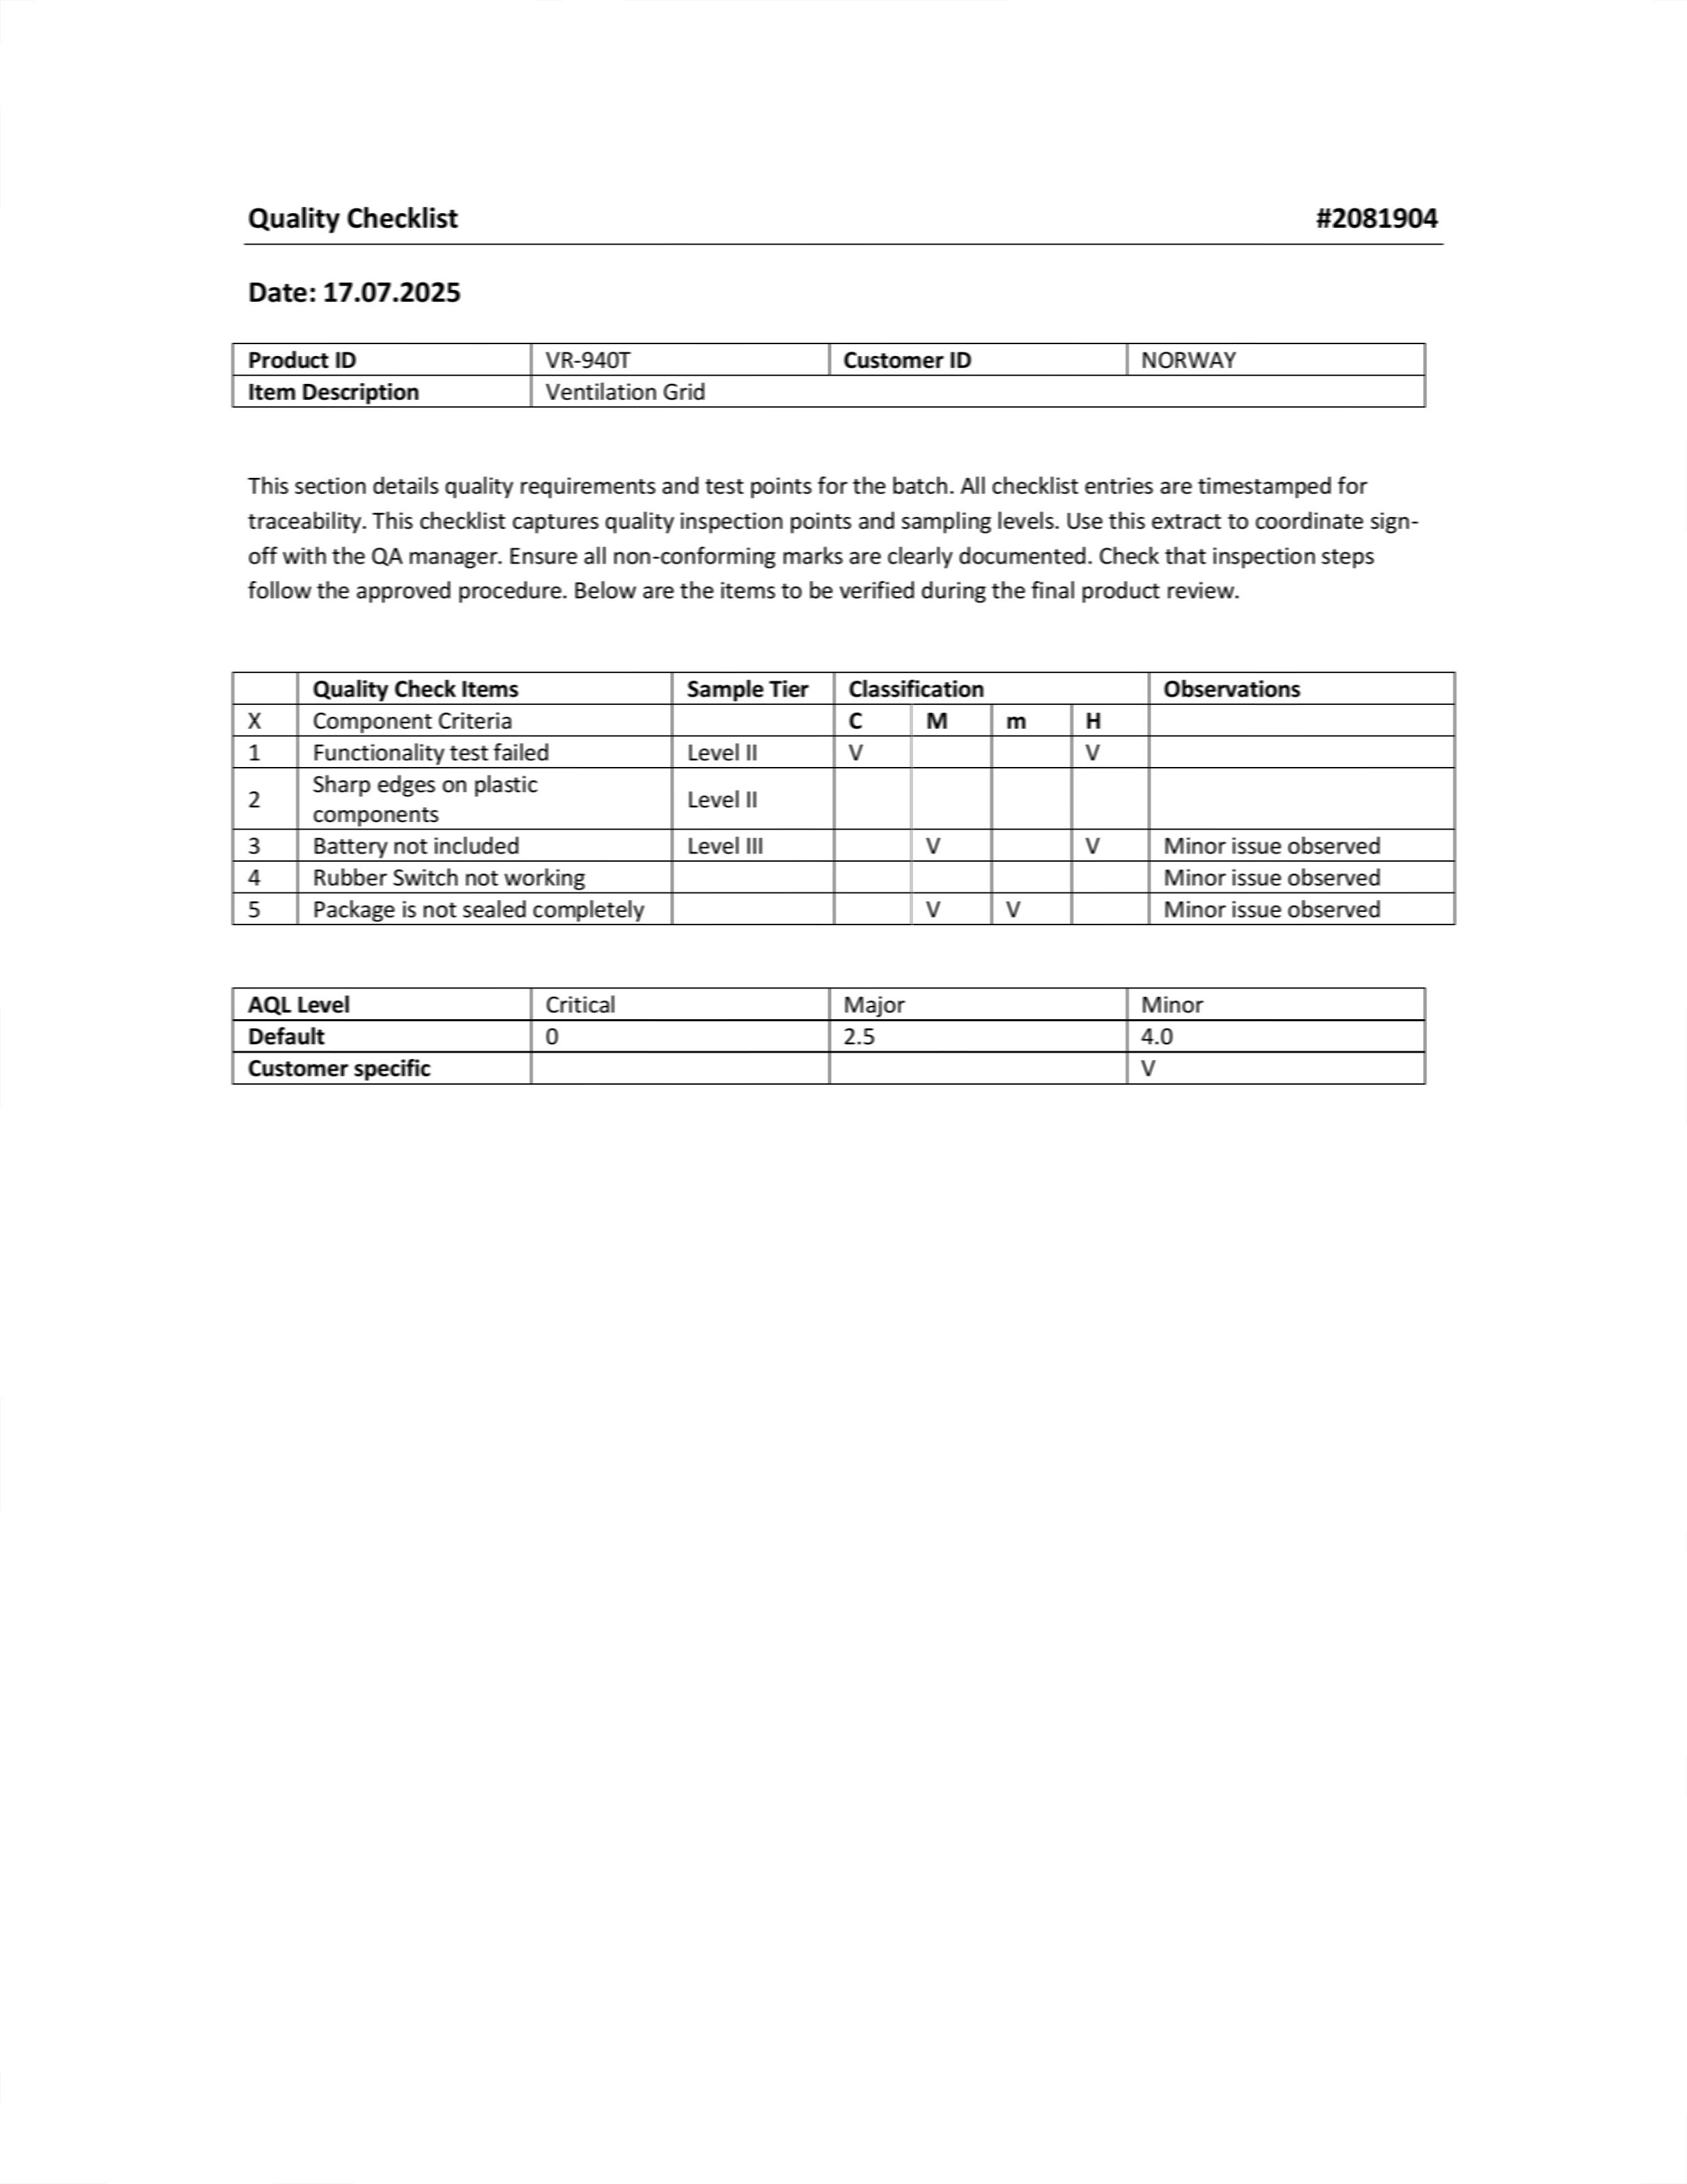 Quality Checklist #2081904
Date: 17.07.2025
Product ID VR-940T Customer ID NORWAY
Item Description Ventilation Grid
This section details quality requirements and test points for the batch. All checklist entries are timestamped for
traceability. This checklist captures quality inspection points and sampling levels. Use this extract to coordinate sign-
off with the QA manager. Ensure all non-conforming marks are clearly documented. Check that inspection steps
follow the approved procedure. Below are the items to be verified during the final product review.
Quality Check Items Sample Tier Classification Observations
X Component Criteria C M m H
1 Functionality test failed Level II V V
2 Sharp edges on plastic
components Level II
3 Battery not included Level III V V Minor issue observed
4 Rubber Switch not working Minor issue observed
5 Package is not sealed completely V V Minor issue observed
AQL Level Critical Major Minor
Default 0 2.5 4.0
Customer specific V